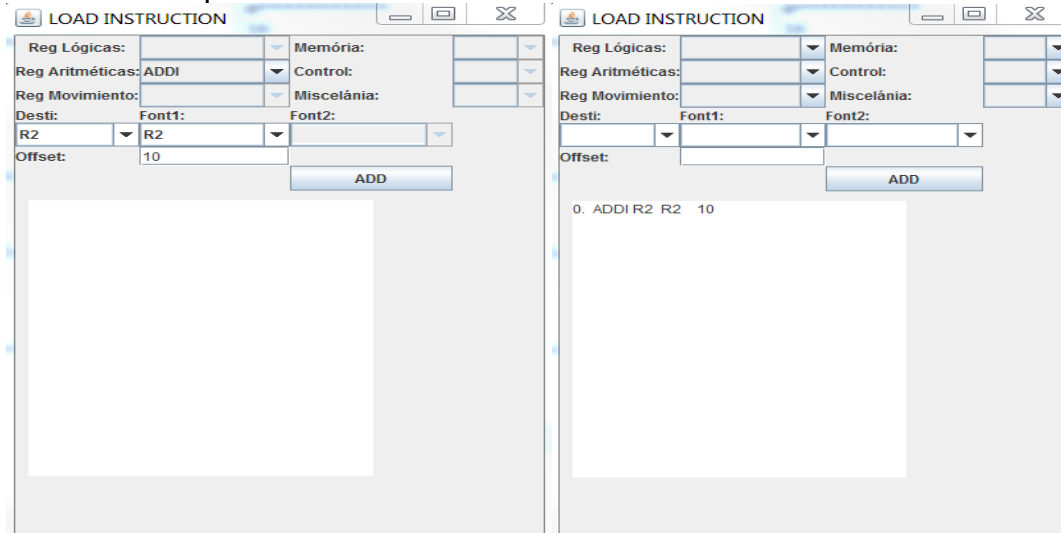 LOAD INSTRUCTION
Reg Lógicas: Memória:
Reg Aritméticas: ADDI Control:
Reg Movimiento: Miscelánia:
Desti: Font1: Font2:
R2 R2
Offset: 10
ADD
LOAD INSTRUCTION
Reg Lógicas: Memória:
Reg Aritméticas: Control:
Reg Movimiento: Miscelánia:
Desti: Font1: Font2:
Offset:
ADD
0. ADDI R2 R2 10